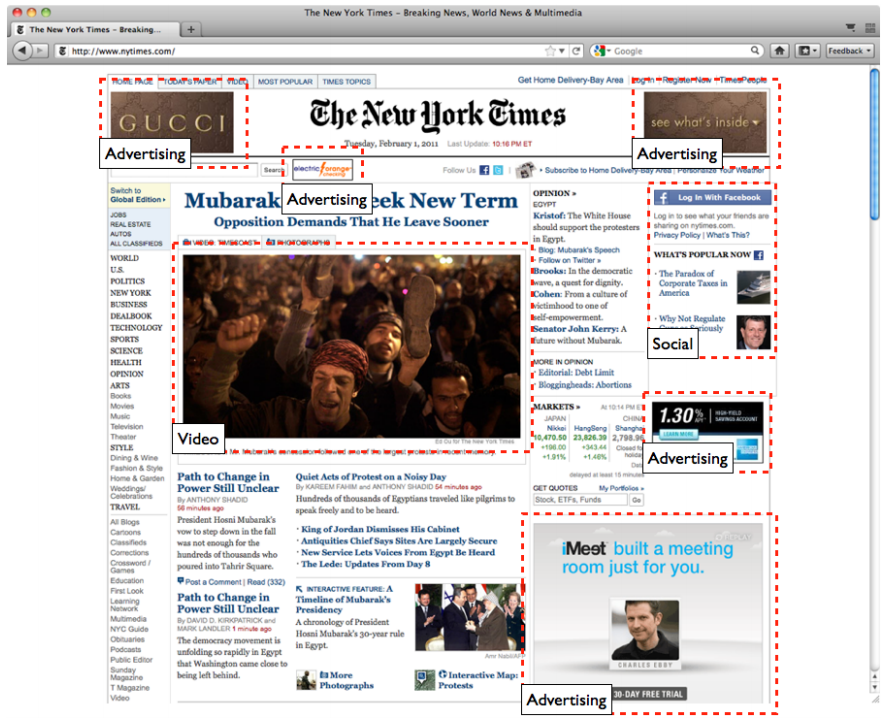 The New York Times – Breaking News, World News & Multimedia
The New York Times – Breaking...
http://www.nytimes.com/
Google
Feedback
HOME PAGE
TODAY'S PAPER
VIDEO
MOST POPULAR
TIMES TOPICS
Get Home Delivery-Bay Area
Log In
Register Now
TimesPeople
GUCCI
Advertising
The New York Times
Tuesday, February 1, 2011 Last Update: 10:16 PM ET
see what's inside
Advertising
Search
electric orange
checking
Advertising
Follow Us
Subscribe to Home Delivery-Bay Area
Personalize Your Weather
Switch to
Global Edition
JOBS
REAL ESTATE
AUTOS
ALL CLASSIFIEDS
WORLD
U.S.
POLITICS
NEW YORK
BUSINESS
DEALBOOK
TECHNOLOGY
SPORTS
SCIENCE
HEALTH
OPINION
ARTS
Books
Movies
Music
Television
Theater
STYLE
Dining & Wine
Fashion & Style
Home & Garden
Weddings/
Celebrations
TRAVEL
All Blogs
Cartoons
Classifieds
Corrections
Crossword /
Games
Education
First Look
Learning
Network
Multimedia
NYC Guide
Obituaries
Podcasts
Public Editor
Sunday
Magazine
T Magazine
Video
Mubarak eek New Term
Opposition Demands That He Leave Sooner
VIDEO: TIMESCAST
PHOTOGRAPHS
Video
Ed Ou for The New York Times
Path to Change in
Power Still Unclear
By ANTHONY SHADID
56 minutes ago
President Hosni Mubarak's
vow to step down in the fall
was not enough for the
hundreds of thousands who
poured into Tahrir Square.
Post a Comment | Read (332)
Path to Change in
Power Still Unclear
By DAVID D. KIRKPATRICK and
MARK LANDLER 1 minute ago
The democracy movement is
unfolding so rapidly in Egypt
that Washington came close to
being left behind.
Quiet Acts of Protest on a Noisy Day
By KAREEM FAHIM and ANTHONY SHADID 54 minutes ago
Hundreds of thousands of Egyptians traveled like pilgrims to
speak freely and to be heard.
· King of Jordan Dismisses His Cabinet
· Antiquities Chief Says Sites Are Largely Secure
· New Service Lets Voices From Egypt Be Heard
· The Lede: Updates From Day 8
INTERACTIVE FEATURE: A
Timeline of Mubarak's
Presidency
A chronology of President
Hosni Mubarak's 30-year rule
in Egypt.
Amr Nabil/AFP
More
Photographs
Interactive Map:
Protests
OPINION »
EGYPT
Kristof: The White House
should support the protesters
in Egypt.
· Blog: Mubarak's Speech
· Follow on Twitter »
Brooks: In the democratic
wave, a quest for dignity.
Cohen: From a culture of
victimhood to one of
self-empowerment.
Senator John Kerry: A
future without Mubarak.
MORE IN OPINION
· Editorial: Debt Limit
· Bloggingheads: Abortions
MARKETS » At 10:14 PM ET
JAPAN CHINA
Nikkei HangSeng Shanghai
10,470.50 23,826.39 2,798.96
+196.00 +343.44 Closed for
+1.91% +1.46% holiday
Data
delayed at least 15 minutes
GET QUOTES My Portfolios »
Stock, ETFs, Funds Go
Log In With Facebook
Log in to see what your friends are
sharing on nytimes.com.
Privacy Policy | What's This?
WHAT'S POPULAR NOW
· The Paradox of
Corporate Taxes in
America
· Why Not Regulate
Seriously
Social
1.30%
APY
HIGH-YIELD
SAVINGS ACCOUNT
LEARN MORE
Advertising
iMeet built a meeting
room just for you.
CHARLES EBBY
30-DAY FREE TRIAL
Advertising